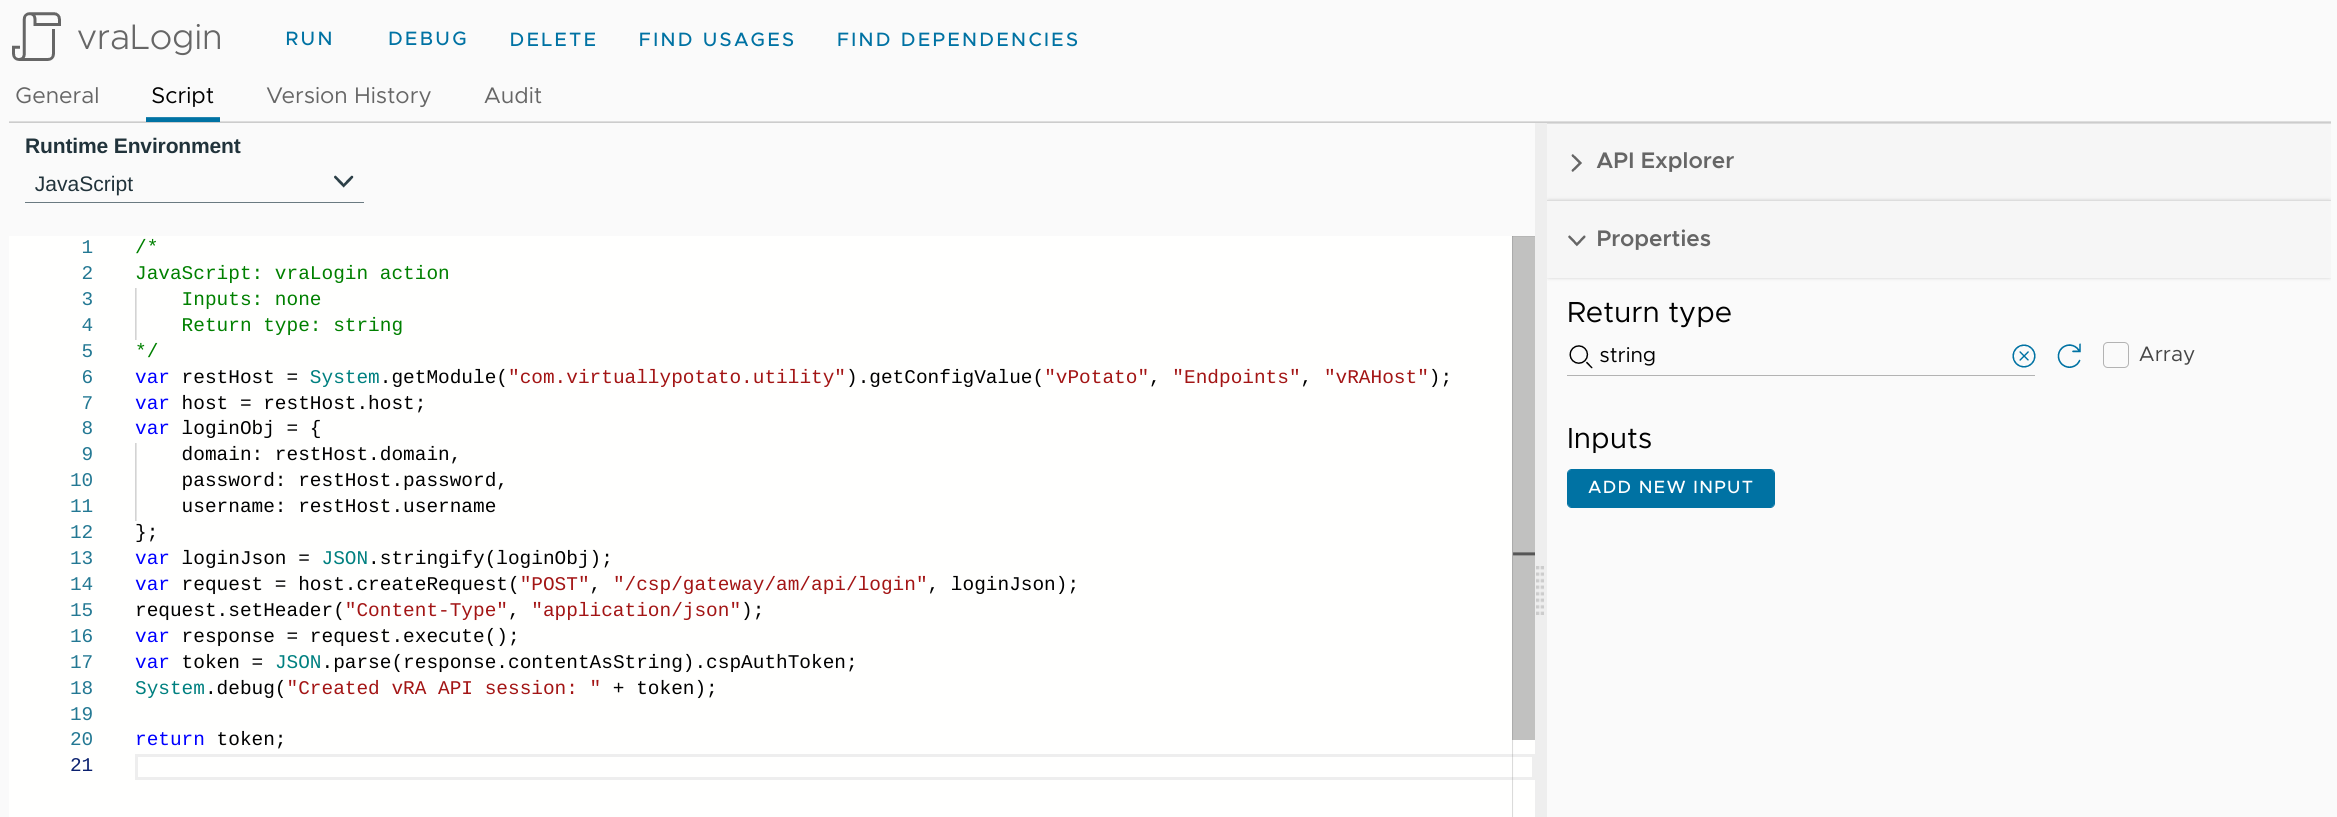 vraLogin RUN DEBUG DELETE FIND USAGES FIND DEPENDENCIES
General Script Version History Audit
Runtime Environment
JavaScript
1 /*
2 JavaScript: vraLogin action
3     Inputs: none
4     Return type: string
5 */
6 var restHost = System.getModule("com.virtuallypotato.utility").getConfigValue("vPotato", "Endpoints", "vRAHost");
7 var host = restHost.host;
8 var loginObj = {
9     domain: restHost.domain,
10     password: restHost.password,
11     username: restHost.username
12 };
13 var loginJson = JSON.stringify(loginObj);
14 var request = host.createRequest("POST", "/csp/gateway/am/api/login", loginJson);
15 request.setHeader("Content-Type", "application/json");
16 var response = request.execute();
17 var token = JSON.parse(response.contentAsString).cspAuthToken;
18 System.debug("Created vRA API session: " + token);
19
20 return token;
21
API Explorer
Properties
Return type
string Array
Inputs
ADD NEW INPUT